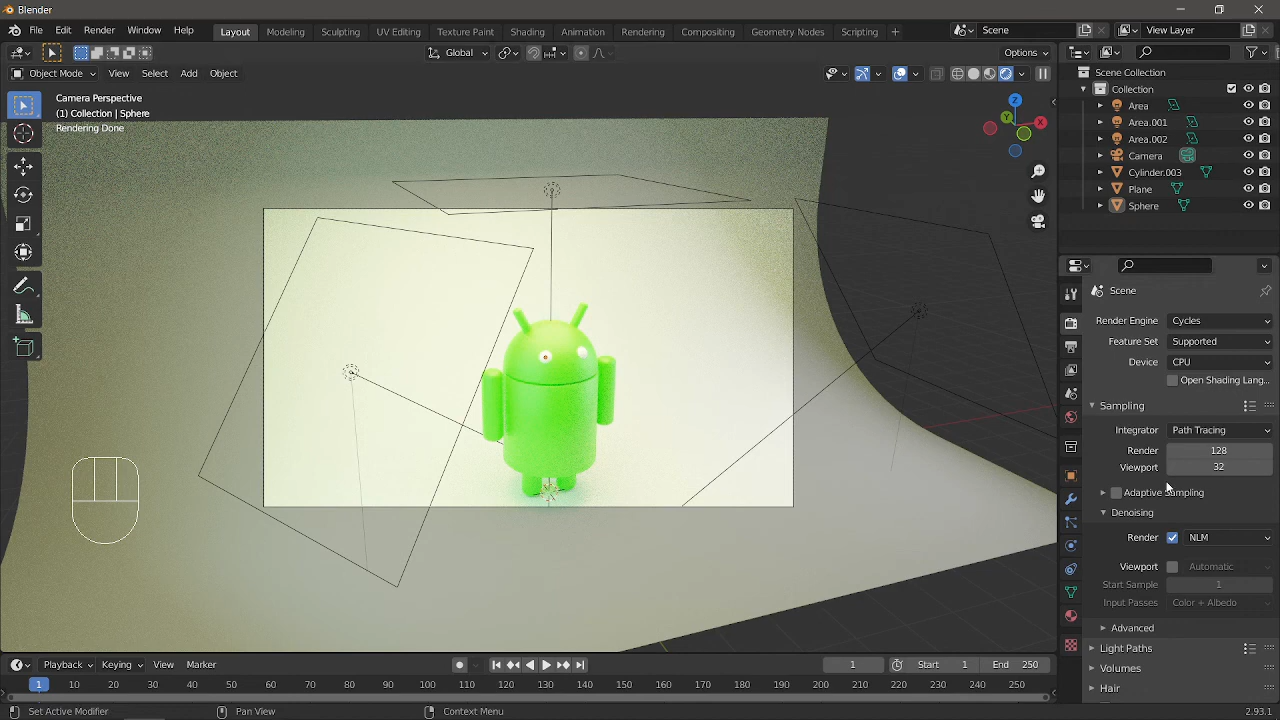 Blender
File Edit Render Window Help Layout Modeling Sculpting UV Editing Texture Paint Shading Animation Rendering Compositing Geometry Nodes Scripting + Scene View Layer
Global Options
Object Mode View Select Add Object
Camera Perspective
(1) Collection | Sphere
Rendering Done
Z
Y X
Scene Collection
Collection
Area
Area.001
Area.002
Camera
Cylinder.003
Plane
Sphere
Scene
Render Engine Cycles
Feature Set Supported
Device CPU
Open Shading Lang...
Sampling
Integrator Path Tracing
Render 128
Viewport 32
Adaptive Sampling
Denoising
Render NLM
Viewport Automatic
Start Sample 1
Input Passes Color + Albedo
Advanced
Light Paths
Volumes
Hair
Playback Keying View Marker 1 Start 1 End 250
1 10 20 30 40 50 60 70 80 90 100 110 120 130 140 150 160 170 180 190 200 210 220 230 240 250
Set Active Modifier Pan View Context Menu 2.93.1